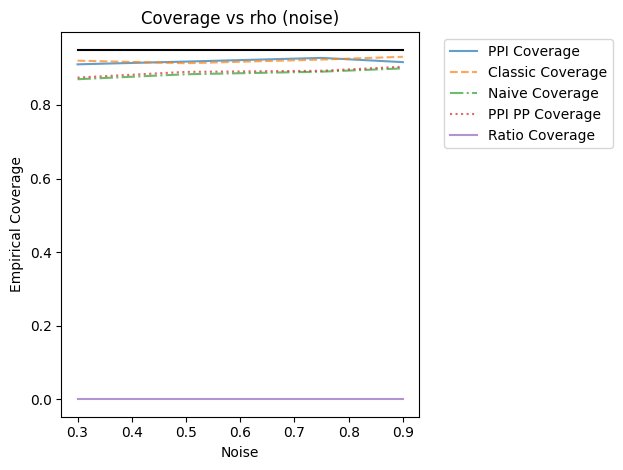 Coverage vs rho (noise)
PPI Coverage
Classic Coverage
Naive Coverage
PPI PP Coverage
Ratio Coverage
Empirical Coverage
0.8
0.6
0.4
0.2
0.0
0.3 0.4 0.5 0.6 0.7 0.8 0.9
Noise